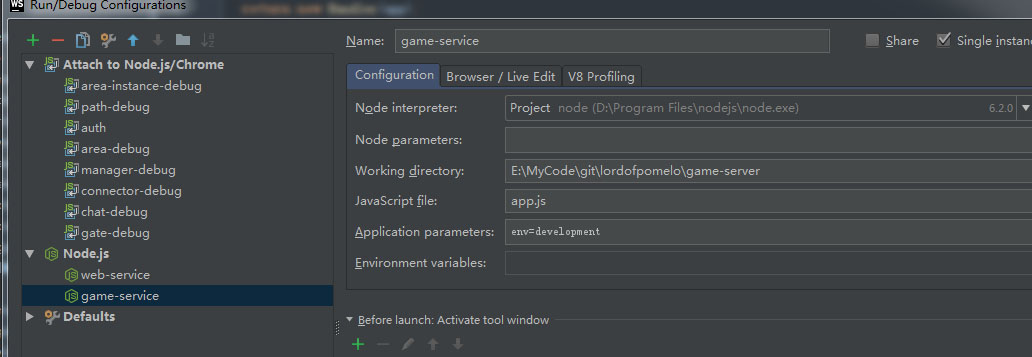 WS Run/Debug Configurations
Name: game-service Share Single instanc
Attach to Node.js/Chrome
area-instance-debug
path-debug
auth
area-debug
manager-debug
connector-debug
chat-debug
gate-debug
Node.js
web-service
game-service
Defaults
Configuration Browser / Live Edit V8 Profiling
Node interpreter: Project node (D:\Program Files\nodejs\node.exe) 6.2.0
Node parameters:
Working directory: E:\MyCode\git\lordofpomelo\game-server
JavaScript file: app.js
Application parameters: env=development
Environment variables:
Before launch: Activate tool window